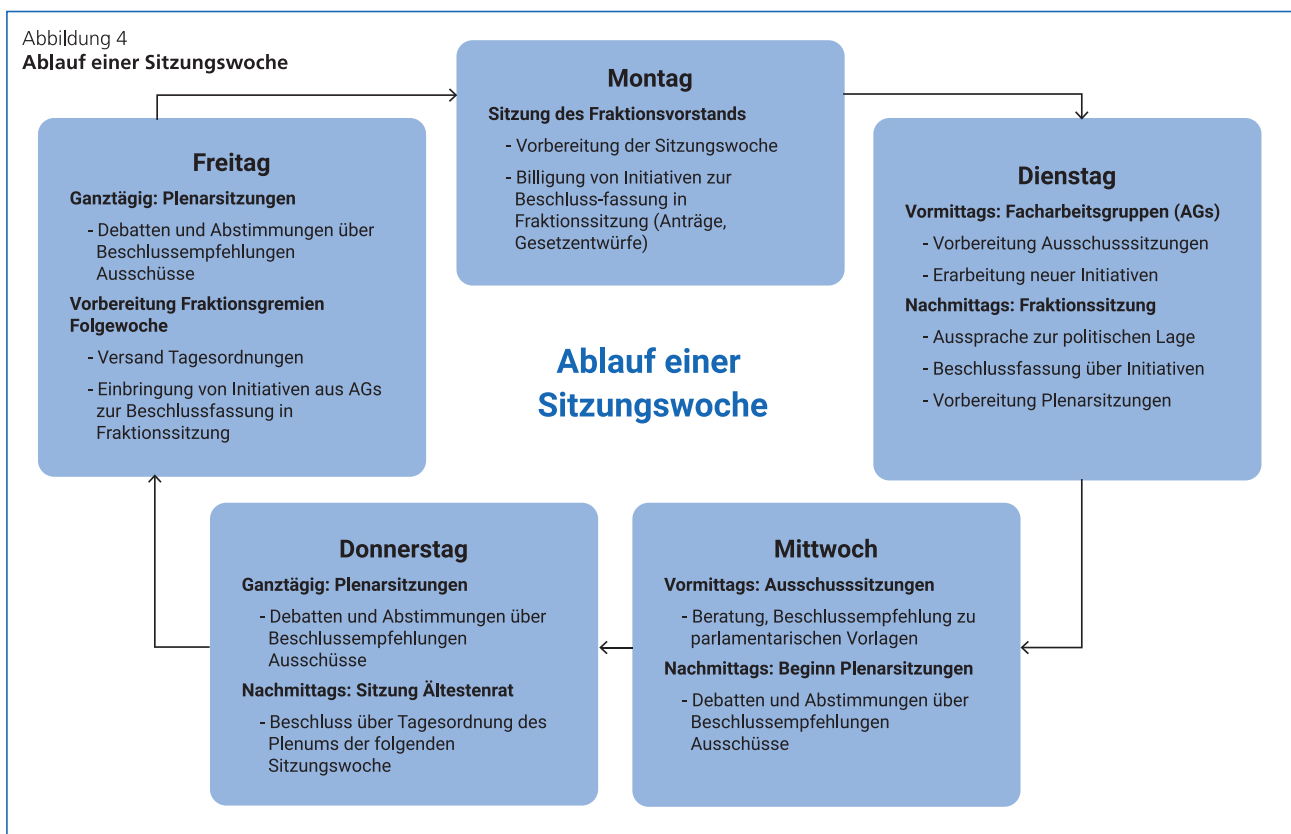 Abbildung 4
Ablauf einer Sitzungswoche
Montag
Sitzung des Fraktionsvorstands
- Vorbereitung der Sitzungswoche
- Billigung von Initiativen zur
Beschluss-fassung in
Fraktionssitzung (Anträge,
Gesetzentwürfe)
Dienstag
Vormittags: Facharbeitsgruppen (AGs)
- Vorbereitung Ausschusssitzungen
- Erarbeitung neuer Initiativen
Nachmittags: Fraktionssitzung
- Aussprache zur politischen Lage
- Beschlussfassung über Initiativen
- Vorbereitung Plenarsitzungen
Mittwoch
Vormittags: Ausschusssitzungen
- Beratung, Beschlussempfehlung zu
parlamentarischen Vorlagen
Nachmittags: Beginn Plenarsitzungen
- Debatten und Abstimmungen über
Beschlussempfehlungen
Ausschüsse
Donnerstag
Ganztägig: Plenarsitzungen
- Debatten und Abstimmungen über
Beschlussempfehlungen
Ausschüsse
Nachmittags: Sitzung Ältestenrat
- Beschluss über Tagesordnung des
Plenums der folgenden
Sitzungswoche
Freitag
Ganztägig: Plenarsitzungen
- Debatten und Abstimmungen über
Beschlussempfehlungen
Ausschüsse
Vorbereitung Fraktionsgremien
Folgewoche
- Versand Tagesordnungen
- Einbringung von Initiativen aus AGs
zur Beschlussfassung in
Fraktionssitzung
Ablauf einer
Sitzungswoche